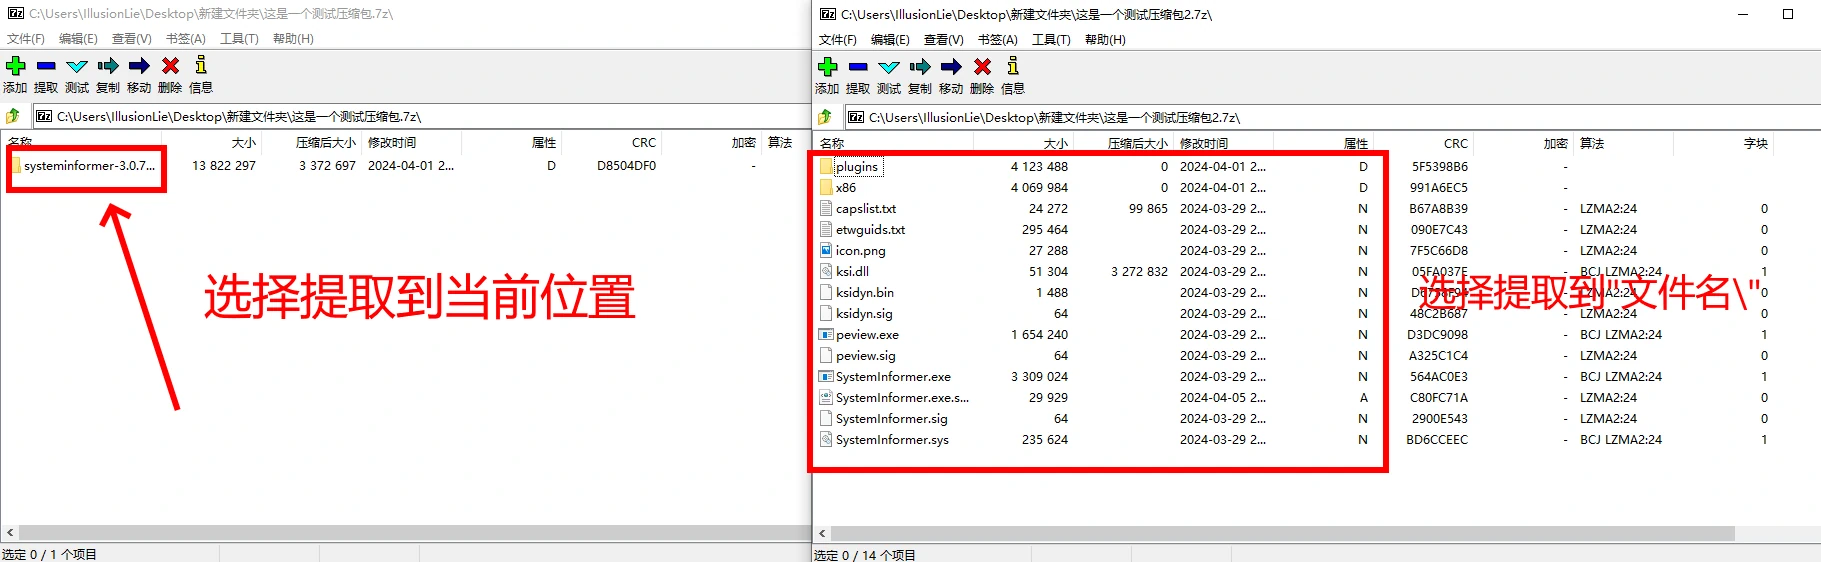 C:\Users\IllusionLie\Desktop\新建文件夹\这是一个测试压缩包.7z\
文件(F) 编辑(E) 查看(V) 书签(A) 工具(T) 帮助(H)
添加 提取 测试 复制 移动 删除 信息
C:\Users\IllusionLie\Desktop\新建文件夹\这是一个测试压缩包.7z\
名称 大小 压缩后大小 修改时间 属性 CRC 加密 算法
systeminformer-3.0.7... 13 822 297 3 372 697 2024-04-01 2... D D8504DF0 -
选择提取到当前位置
选定 0 / 1 个项目
C:\Users\IllusionLie\Desktop\新建文件夹\这是一个测试压缩包2.7z\
文件(F) 编辑(E) 查看(V) 书签(A) 工具(T) 帮助(H)
添加 提取 测试 复制 移动 删除 信息
C:\Users\IllusionLie\Desktop\新建文件夹\这是一个测试压缩包2.7z\
名称 大小 压缩后大小 修改时间 属性 CRC 加密 算法 字块
plugins 4 123 488 0 2024-04-01 2... D 5F5398B6 -
x86 4 069 984 0 2024-04-01 2... D 991A6EC5 -
capslist.txt 24 272 99 865 2024-03-29 2... N B67A8B39 - LZMA2:24 0
etwguids.txt 295 464 2024-03-29 2... N 090E7C43 - LZMA2:24 0
icon.png 27 288 2024-03-29 2... N 7F5C66D8 - LZMA2:24 0
ksi.dll 51 304 3 272 832 2024-03-29 2... N 05FA037E - BCJ LZMA2:24 1
ksidyn.bin 1 488 2024-03-29 2... N - LZMA2:24 0
选择提取到"文件名\"
ksidyn.sig 64 2024-03-29 2... N 48C2B687 - LZMA2:24 0
peview.exe 1 654 240 2024-03-29 2... N D3DC9098 - BCJ LZMA2:24 1
peview.sig 64 2024-03-29 2... N A325C1C4 - LZMA2:24 0
SystemInformer.exe 3 309 024 2024-03-29 2... N 564AC0E3 - BCJ LZMA2:24 1
SystemInformer.exe.s... 29 929 2024-04-05 2... A C80FC71A - LZMA2:24 0
SystemInformer.sig 64 2024-03-29 2... N 2900E543 - LZMA2:24 0
SystemInformer.sys 235 624 2024-03-29 2... N BD6CCEEC - BCJ LZMA2:24 1
选定 0 / 14 个项目